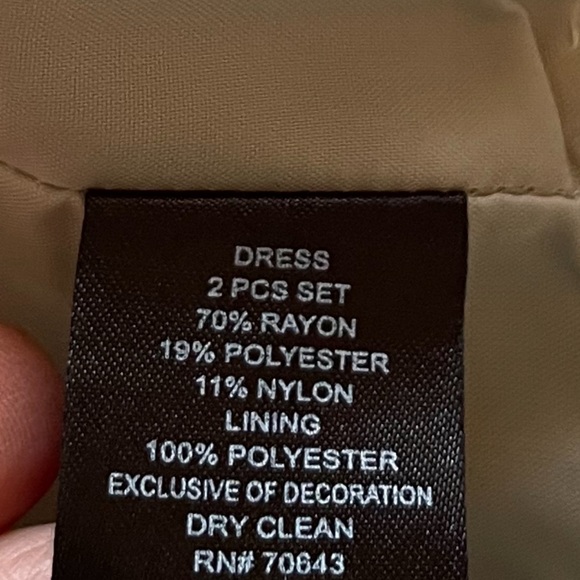 DRESS
2 PCS SET
70% RAYON
19% POLYESTER
11% NYLON
LINING
100% POLYESTER
EXCLUSIVE OF DECORATION
DRY CLEAN
RN# 70643